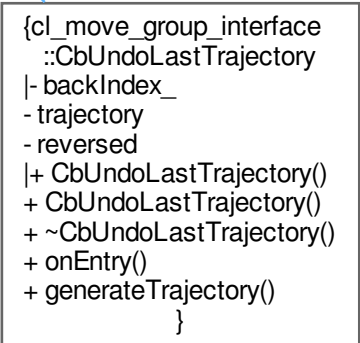 {cl_move_group_interface
::CbUndoLastTrajectory
|- backIndex_
- trajectory
- reversed
|+ CbUndoLastTrajectory()
+ CbUndoLastTrajectory()
+ ~CbUndoLastTrajectory()
+ onEntry()
+ generateTrajectory()
}